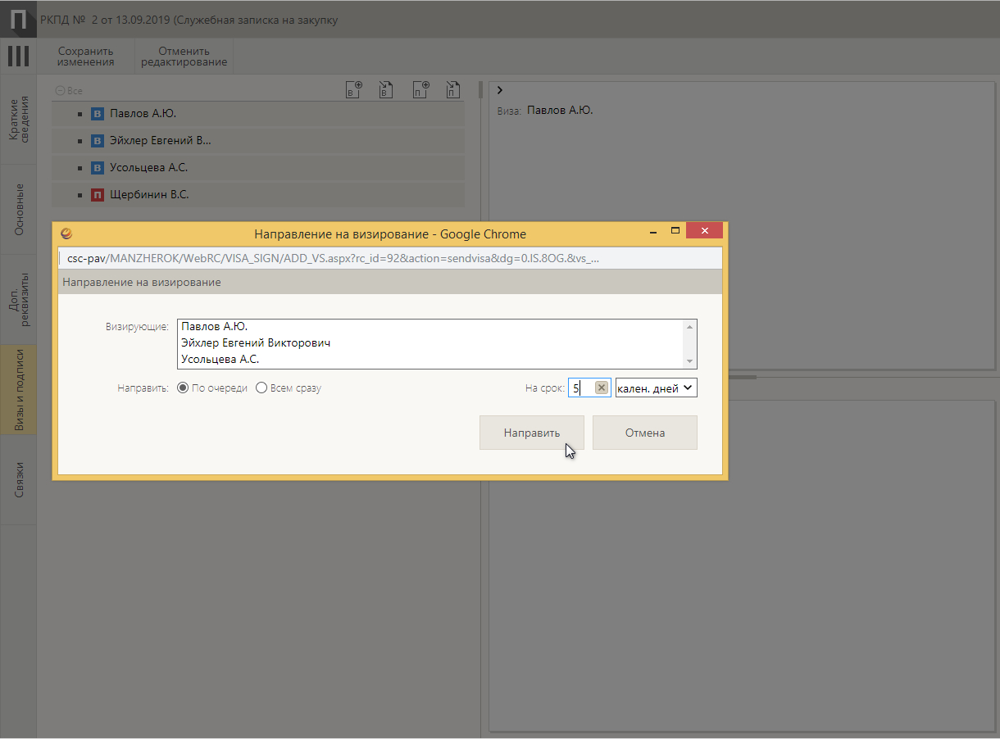 П
РКПД № 2 от 13.09.2019 (Служебная записка на закупку
Сохранить
изменения
Отменить
редактирование
Краткие
сведения
Основные
Доп.
реквизиты
Визы и подписи
Связки
Все
В
В
П
П
В Павлов А.Ю.
В Эйхлер Евгений В...
В Усольцева А.С.
П Щербинин В.С.
Виза: Павлов А.Ю.
Направление на визирование - Google Chrome
csc-pav/MANZHEROK/WebRC/VISA_SIGN/ADD_VS.aspx?rc_id=92&action=sendvisa&dg=0.IS.8OG.&vs_...
Направление на визирование
Визирующие:
Павлов А.Ю.
Эйхлер Евгений Викторович
Усольцева А.С.
Направить: По очереди Всем сразу
На срок: 5 кален. дней
Направить
Отмена